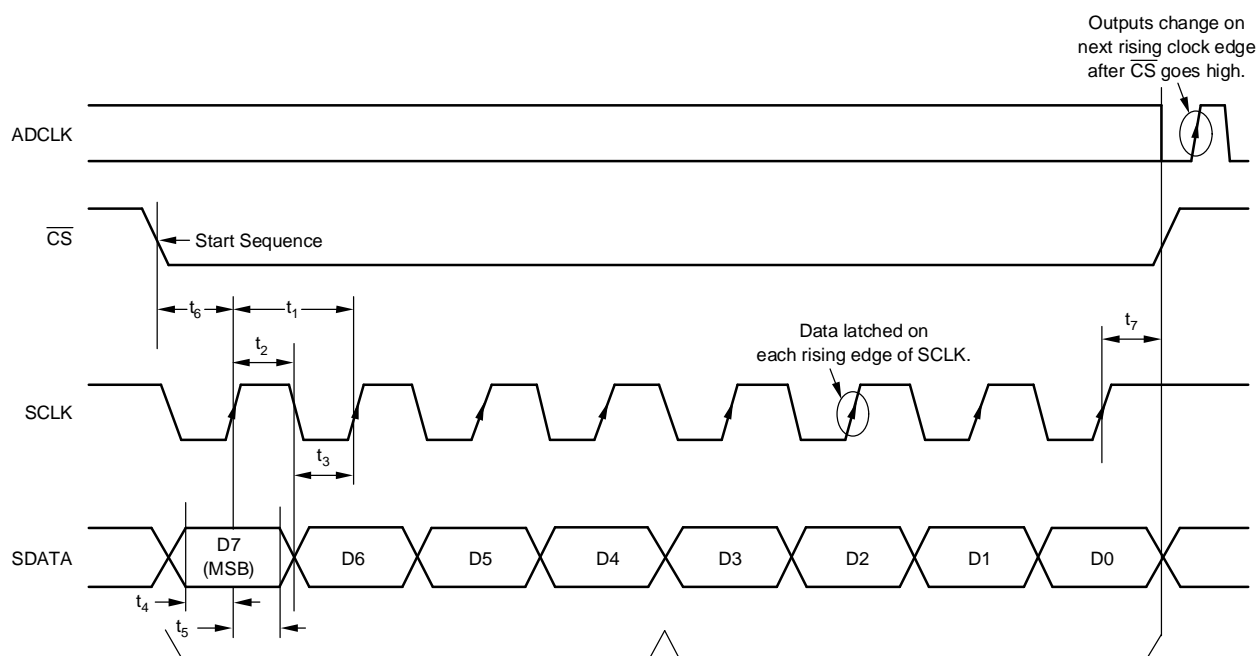 Outputs change on
next rising clock edge
after C̅S̅ goes high.
ADCLK
C̅S̅
Start Sequence
t6
t1
t2
Data latched on
each rising edge of SCLK.
t7
SCLK
t3
SDATA
D7
(MSB)
D6
D5
D4
D3
D2
D1
D0
t4
t5